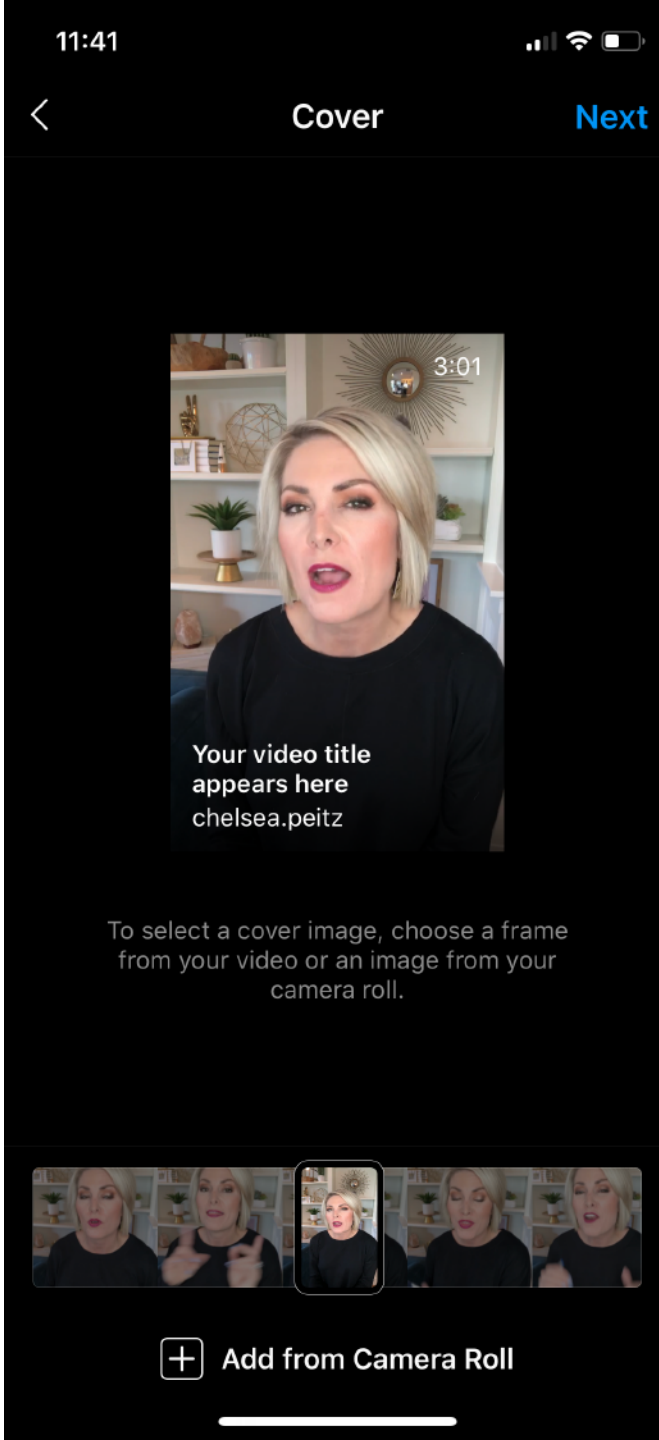 11:41
Cover
Next
3:01
Your video title
appears here
chelsea.peitz
To select a cover image, choose a frame
from your video or an image from your
camera roll.
Add from Camera Roll